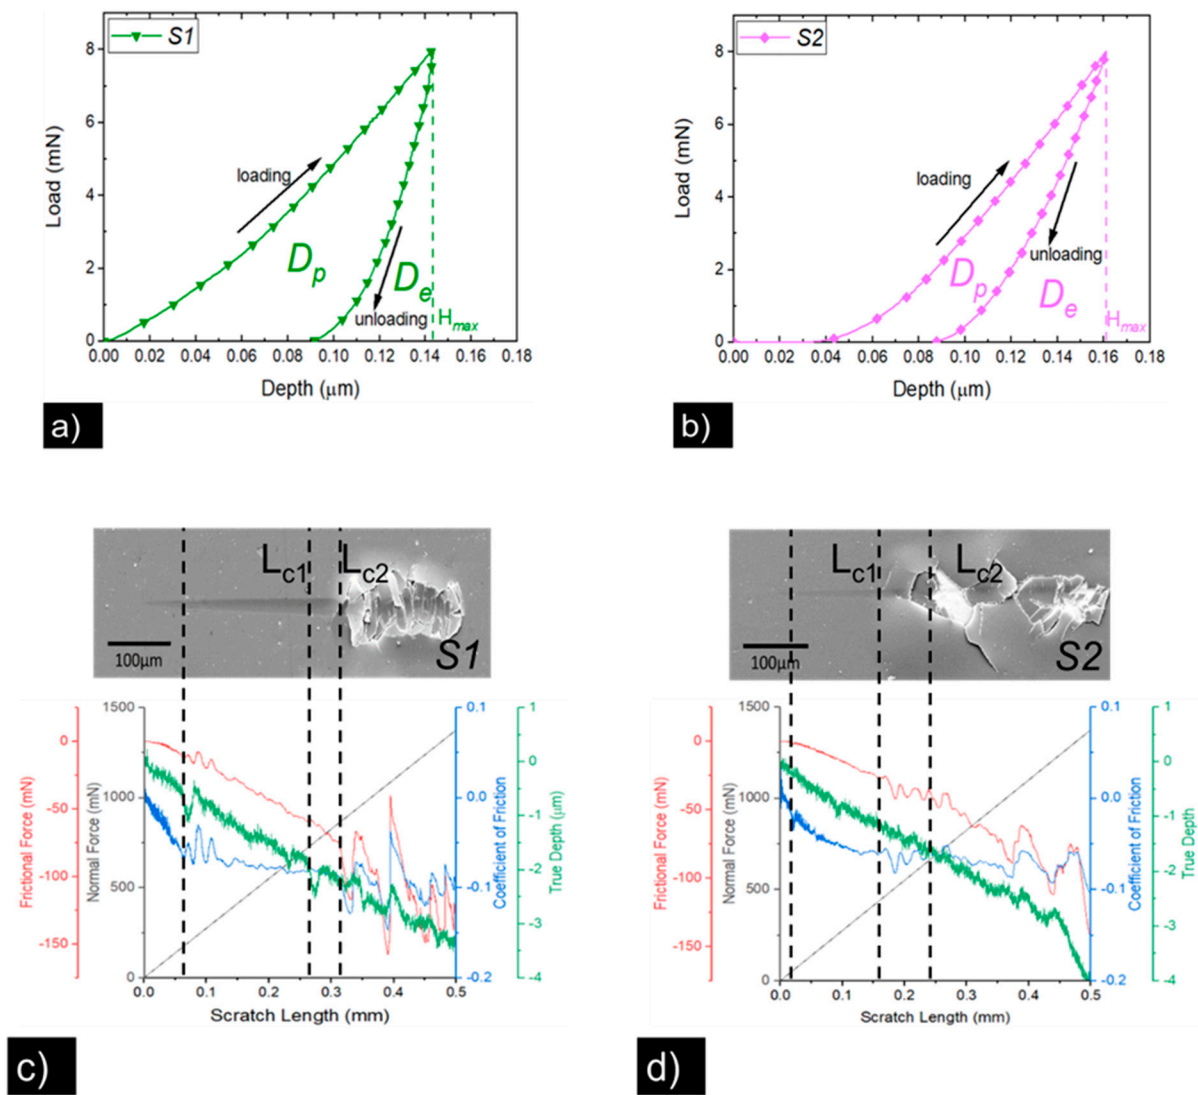 S1
Load (mN)
8
6
4
2
0
loading
unloading
Dp
De
Hmax
0.00 0.02 0.04 0.06 0.08 0.10 0.12 0.14 0.16 0.18
Depth (μm)
a)
S2
Load (mN)
8
6
4
2
0
loading
unloading
Dp
De
Hmax
0.00 0.02 0.04 0.06 0.08 0.10 0.12 0.14 0.16 0.18
Depth (μm)
b)
Lc1 Lc2
100μm
S1
Frictional Force (mN)
0
-50
-100
-150
Normal Force (mN)
1500
1000
500
0
0.1
0.0
-0.1
-0.2
Coefficient of Friction
1
0
-1
-2
-3
-4
True Depth (μm)
0.0 0.1 0.2 0.3 0.4 0.5
Scratch Length (mm)
c)
Lc1 Lc2
100μm
S2
Frictional Force (mN)
0
-50
-100
-150
Normal Force (mN)
1500
1000
500
0
0.1
0.0
-0.1
-0.2
Coefficient of Friction
1
0
-1
-2
-3
-4
True Depth
0.0 0.1 0.2 0.3 0.4 0.5
Scratch Length (mm)
d)